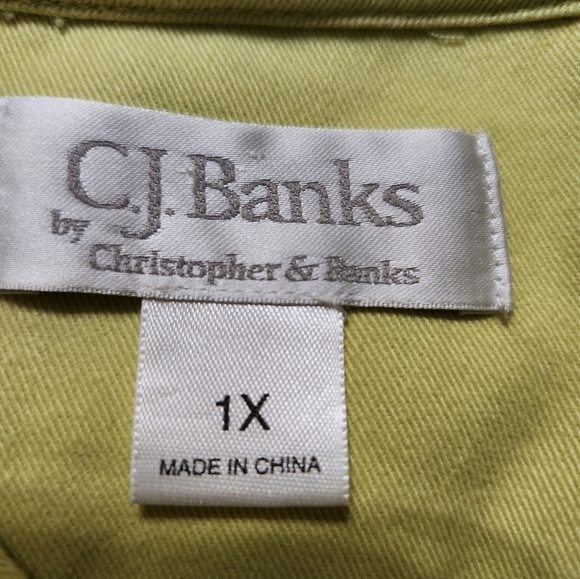 C.J. Banks
by
Christopher & Banks
1X
MADE IN CHINA